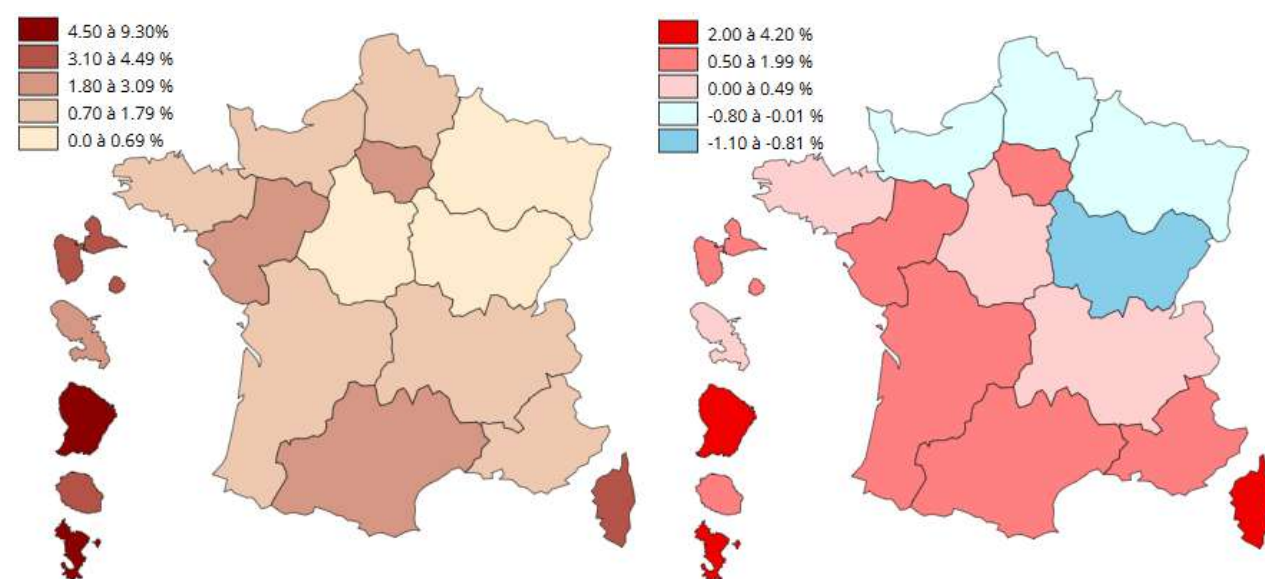 4.50 à 9.30%
3.10 à 4.49 %
1.80 à 3.09 %
0.70 à 1.79 %
0.0 à 0.69 %
2.00 à 4.20 %
0.50 à 1.99 %
0.00 à 0.49 %
-0.80 à -0.01 %
-1.10 à -0.81 %